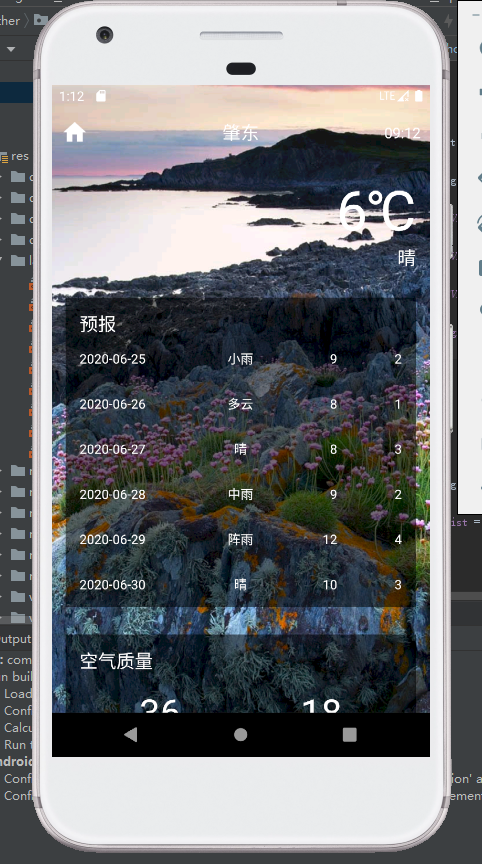 ther
1:12
LTE
肇东
09:12
6℃
晴
res
预报
2020-06-25 小雨 9 2
2020-06-26 多云 8 1
2020-06-27 晴 8 3
2020-06-28 中雨 9 2
2020-06-29 阵雨 12 4
2020-06-30 晴 10 3
空气质量
36 18
utput
: com
n buil
Load
Conf
Calcu
Run t
ndroid
Conf
Conf
ist =
ion' a
ement